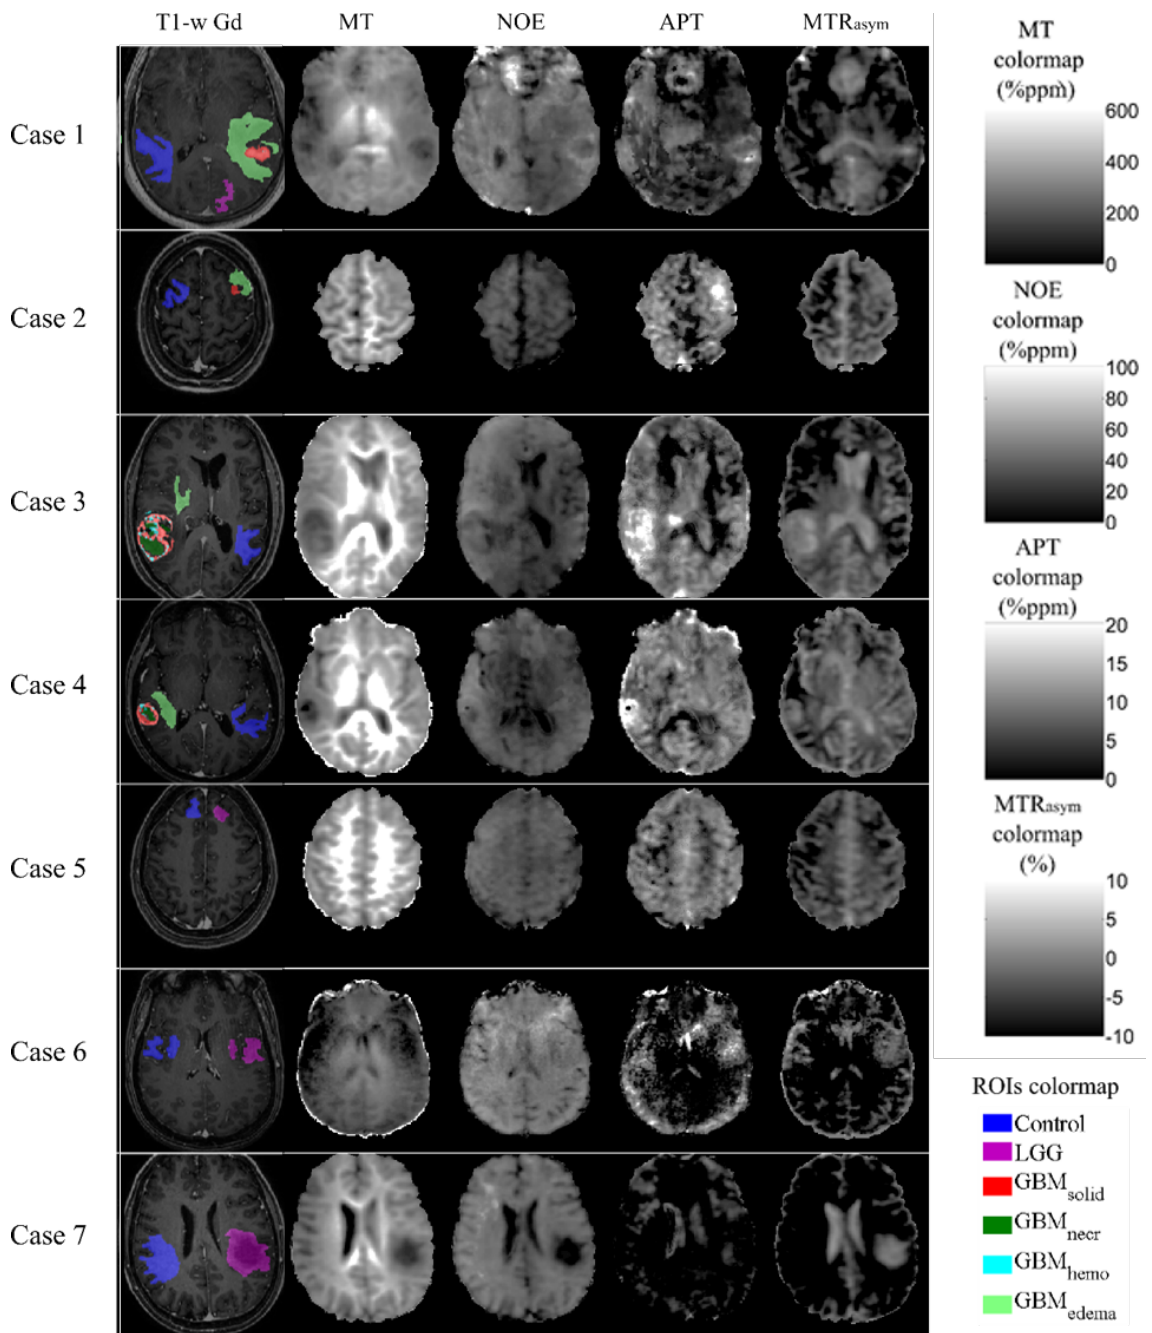 T1-w Gd MT NOE APT MTRasym
Case 1
Case 2
Case 3
Case 4
Case 5
Case 6
Case 7
MT
colormap
(%ppm)
600
400
200
0
NOE
colormap
(%ppm)
100
80
60
40
20
0
APT
colormap
(%ppm)
20
15
10
5
0
MTRasym
colormap
(%)
10
5
0
-5
-10
ROIs colormap
Control
LGG
GBMsolid
GBMnecr
GBMhemo
GBMedema